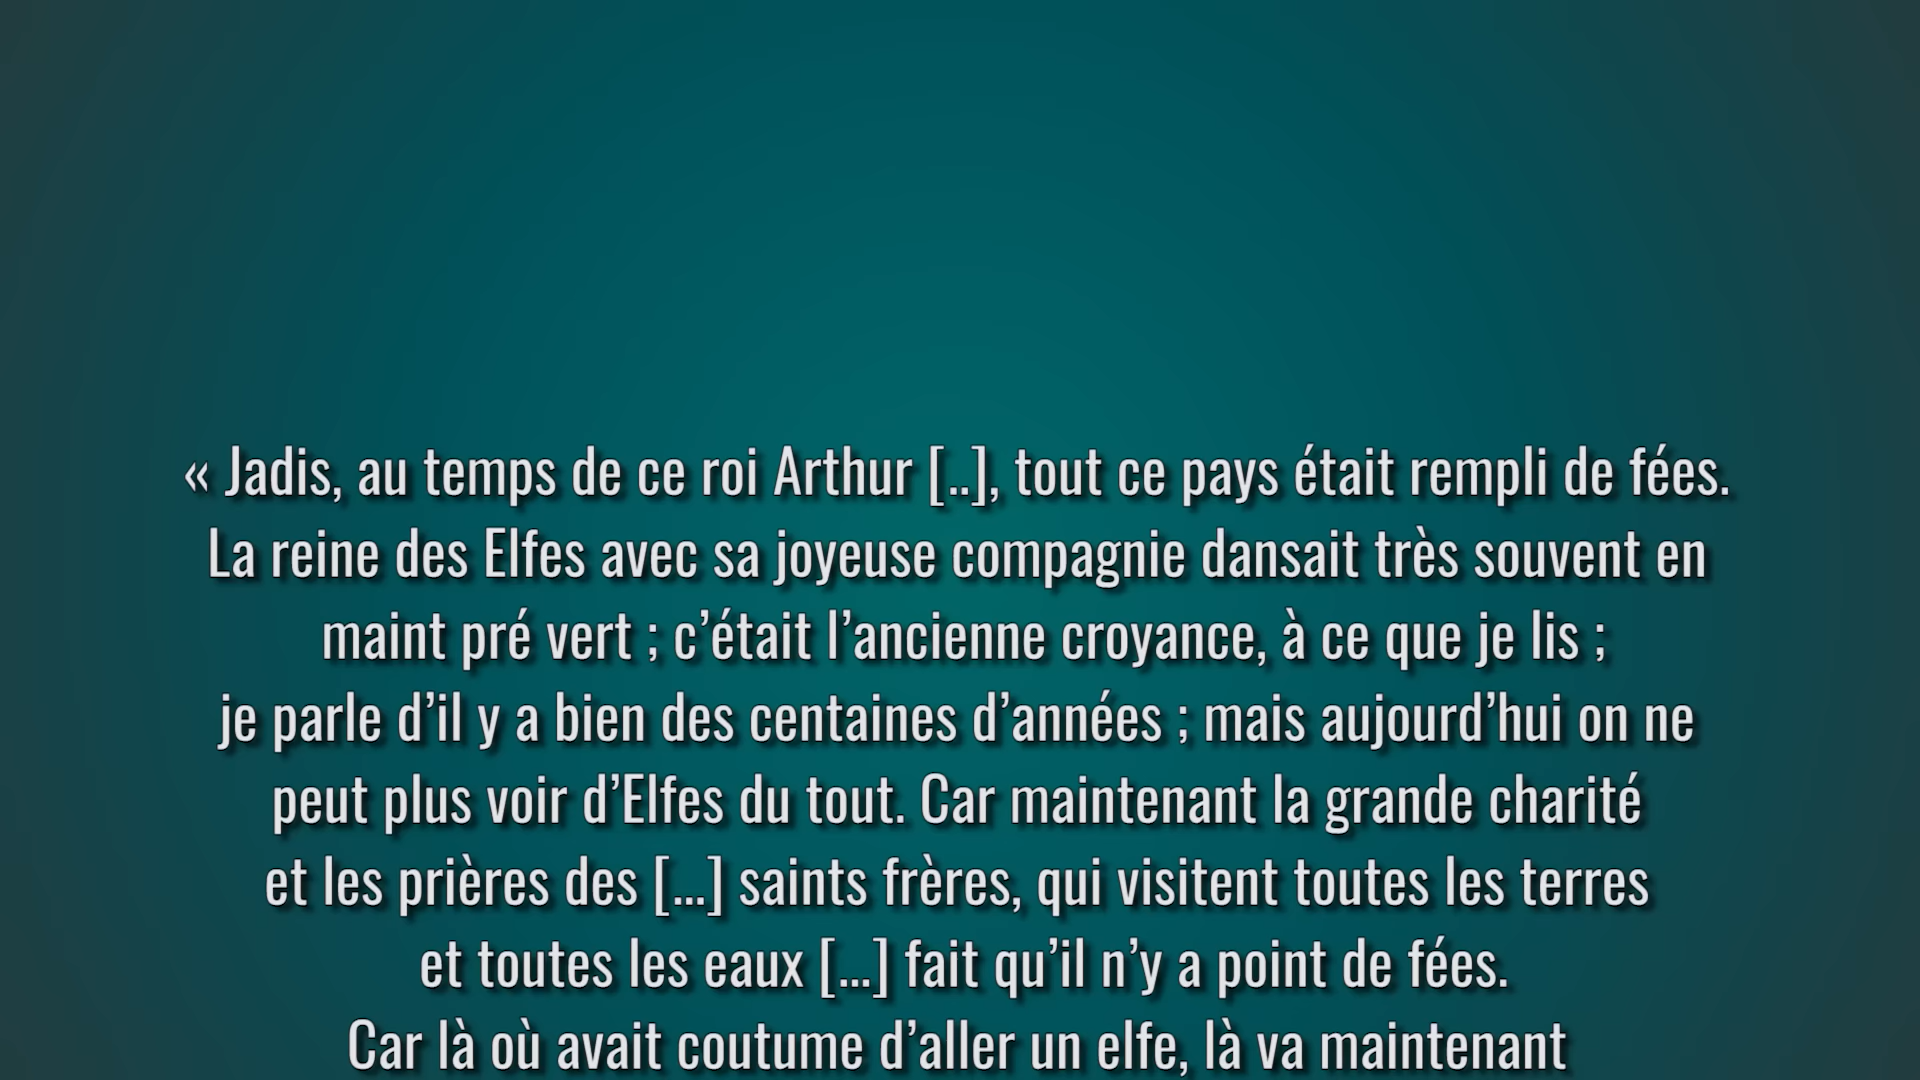 « Jadis, au temps de ce roi Arthur [..], tout ce pays était rempli de fées.
La reine des Elfes avec sa joyeuse compagnie dansait très souvent en
maint pré vert ; c’était l’ancienne croyance, à ce que je lis ;
je parle d’il y a bien des centaines d’années ; mais aujourd’hui on ne
peut plus voir d’Elfes du tout. Car maintenant la grande charité
et les prières des [...] saints frères, qui visitent toutes les terres
et toutes les eaux [...] fait qu’il n’y a point de fées.
Car là où avait coutume d’aller un elfe, là va maintenant